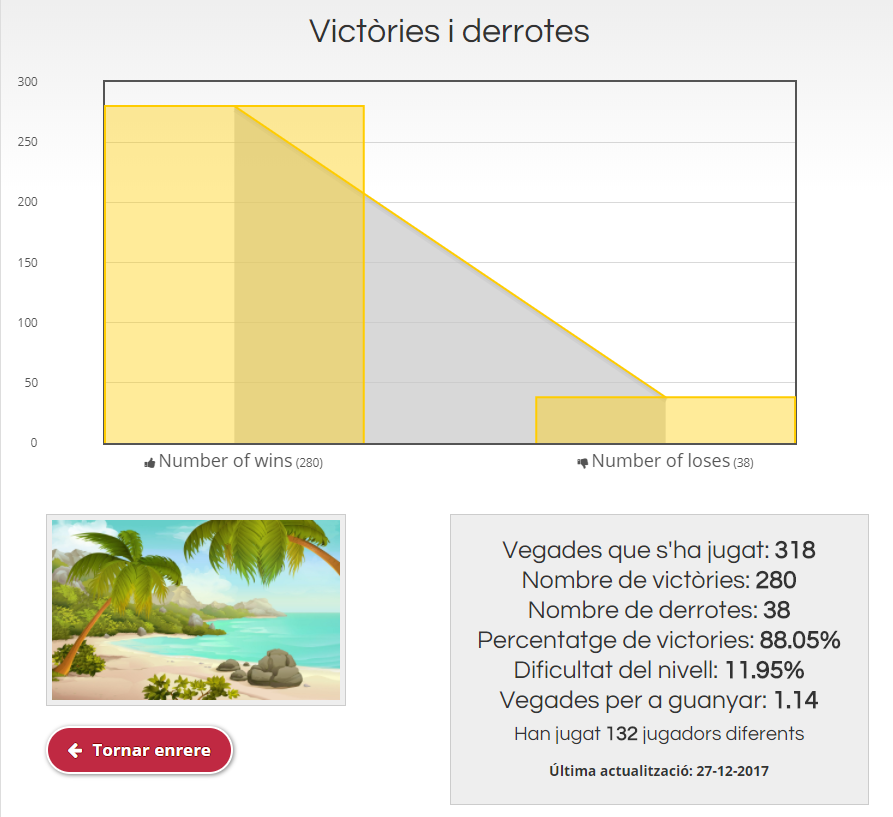 Victòries i derrotes
300
250
200
150
100
50
0
Number of wins (280)
Number of loses (38)
Vegades que s'ha jugat: 318
Nombre de victòries: 280
Nombre de derrotes: 38
Percentatge de victories: 88.05%
Dificultat del nivell: 11.95%
Vegades per a guanyar: 1.14
Han jugat 132 jugadors diferents
Última actualització: 27-12-2017
Tornar enrere